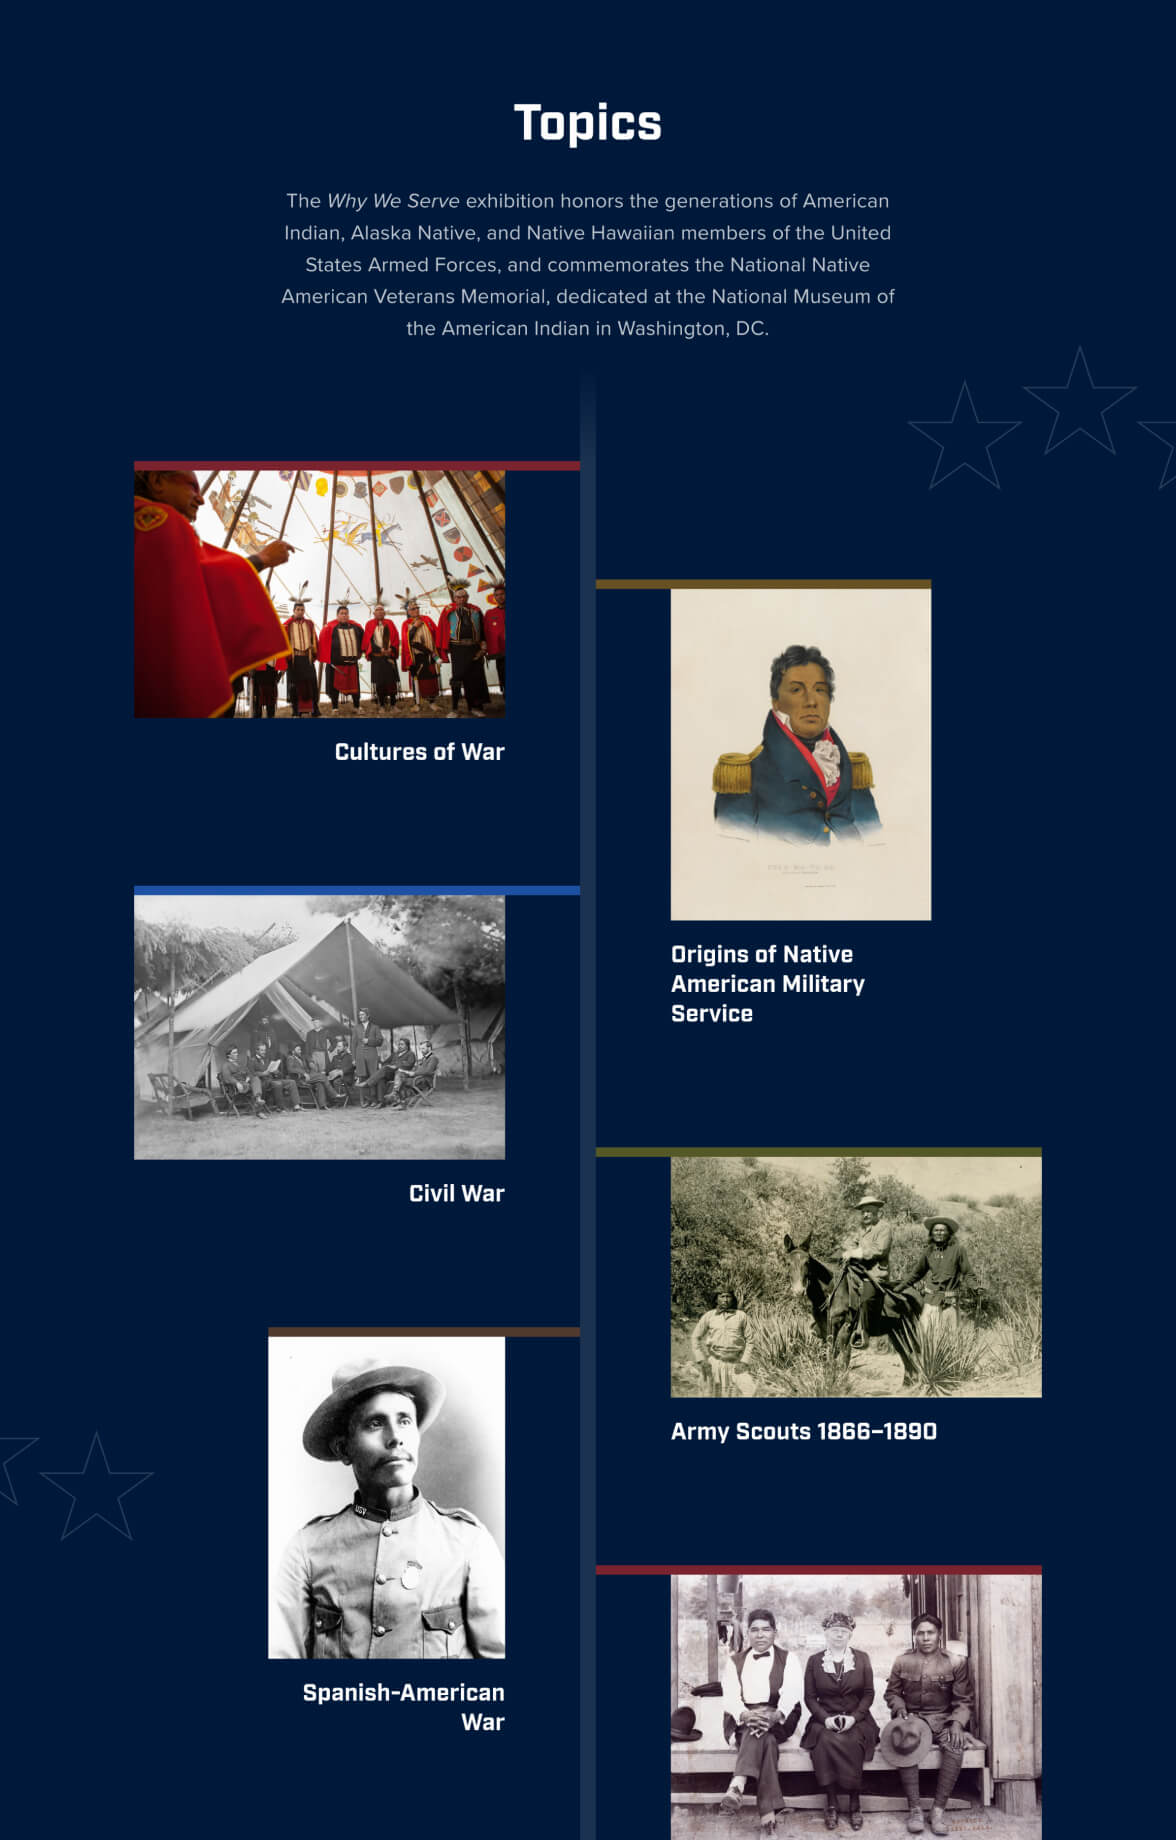 Topics
The Why We Serve exhibition honors the generations of American
Indian, Alaska Native, and Native Hawaiian members of the United
States Armed Forces, and commemorates the National Native
American Veterans Memorial, dedicated at the National Museum of
the American Indian in Washington, DC.
Cultures of War
Origins of Native
American Military
Service
Civil War
Army Scouts 1866–1890
USV
Spanish-American
War